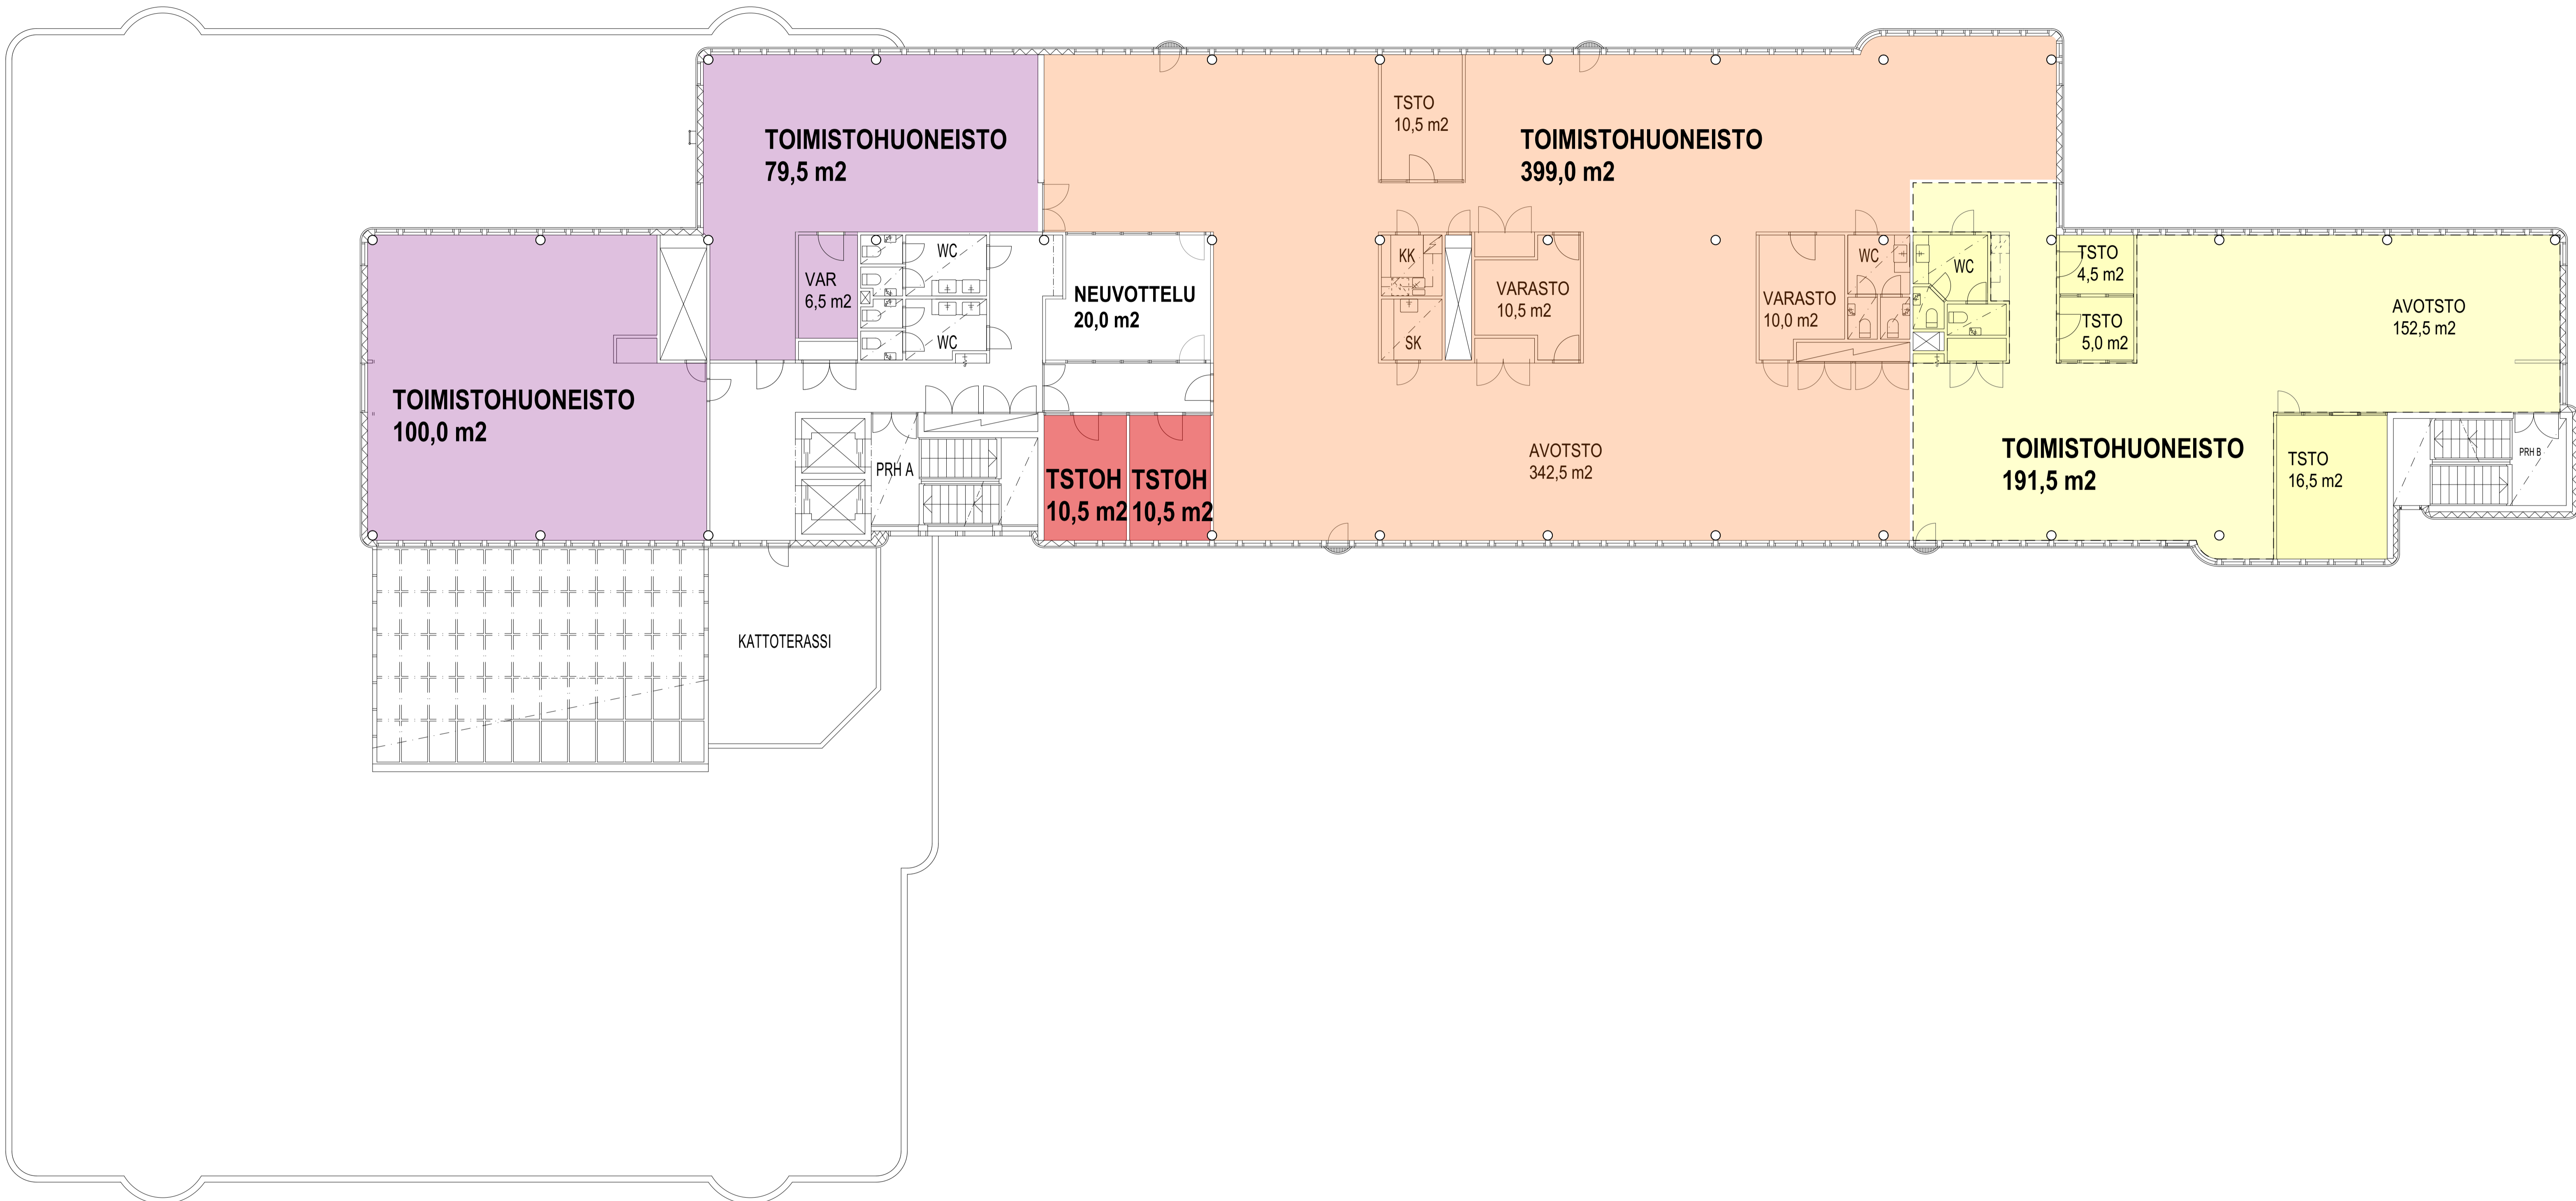 TOIMISTOHUONEISTO
79,5 m2
TSTO
10,5 m2
TOIMISTOHUONEISTO
399,0 m2
TOIMISTOHUONEISTO
100,0 m2
VAR
6,5 m2
WC
WC
NEUVOTTELU
20,0 m2
KK
SK
VARASTO
10,5 m2
VARASTO
10,0 m2
WC
WC
TSTO
4,5 m2
TSTO
5,0 m2
AVOTSTO
152,5 m2
PRH A
TSTOH
10,5 m2
TSTOH
10,5 m2
AVOTSTO
342,5 m2
TOIMISTOHUONEISTO
191,5 m2
TSTO
16,5 m2
PRH B
KATTOTERASSI